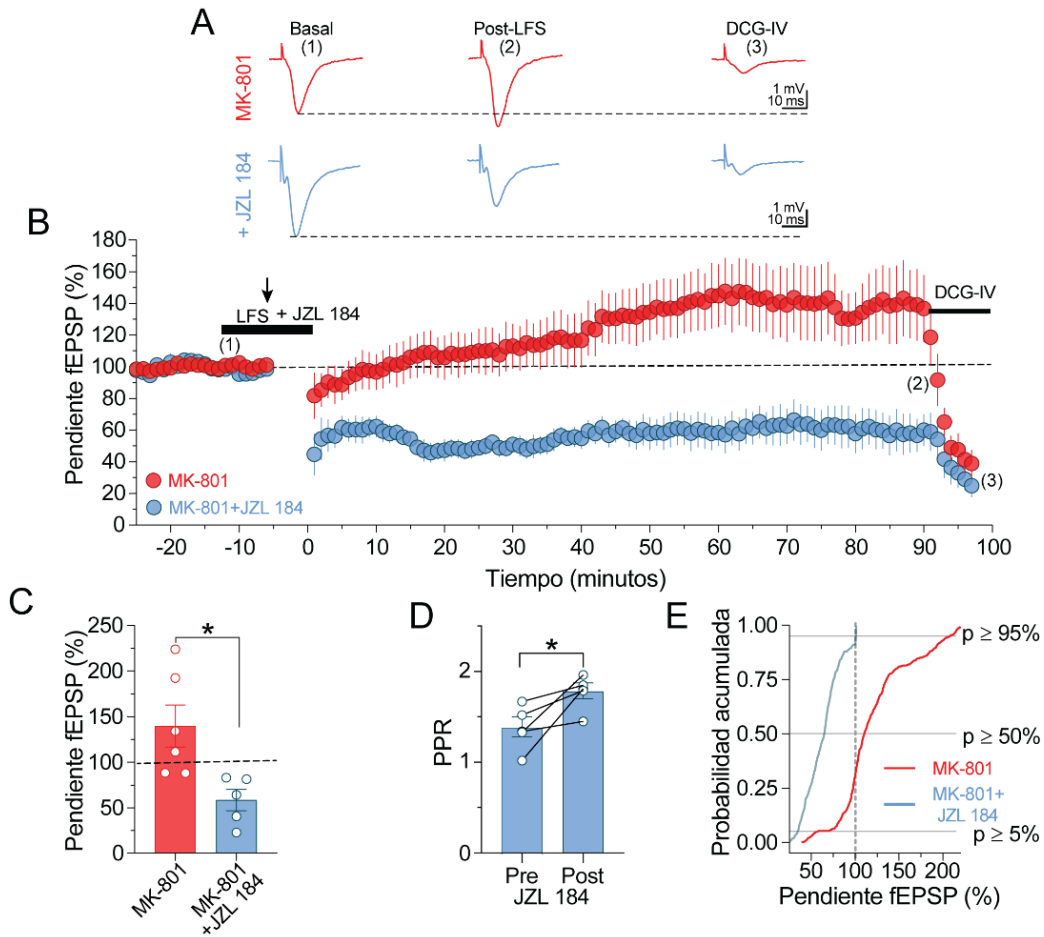 A
Basal
(1)
Post-LFS
(2)
DCG-IV
(3)
MK-801
1 mV
10 ms
+ JZL 184
1 mV
10 ms
B
Pendiente fEPSP (%)
180
160
140
120
100
80
60
40
20
0
LFS + JZL 184
(1)
DCG-IV
(2)
(3)
MK-801
MK-801+JZL 184
-20 -10 0 10 20 30 40 50 60 70 80 90 100
Tiempo (minutos)
C
Pendiente fEPSP (%)
250
200
150
100
50
0
*
MK-801
MK-801
+JZL 184
D
PPR
2
1
0
*
Pre Post
JZL 184
E
Probabilidad acumulada
1.00
0.75
0.50
0.25
0.00
p ≥ 95%
p ≥ 50%
p ≥ 5%
MK-801
MK-801+
JZL 184
50 100 150 200
Pendiente fEPSP (%)